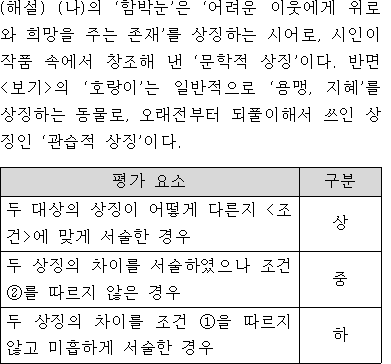 (해설) (나)의 '함박눈'은 '어려운 이웃에게 위로
와 희망을 주는 존재'를 상징하는 시어로, 시인이
작품 속에서 창조해 낸 '문학적 상징'이다. 반면
<보기>의 '호랑이'는 일반적으로 '용맹, 지혜'를
상징하는 동물로, 오래전부터 되풀이해서 쓰인 상
징인 '관습적 상징'이다.
평가 요소 구분
두 대상의 상징이 어떻게 다른지 <조
건>에 맞게 서술한 경우
상
두 상징의 차이를 서술하였으나 조건
②를 따르지 않은 경우
중
두 상징의 차이를 조건 ①을 따르지
않고 미흡하게 서술한 경우
하